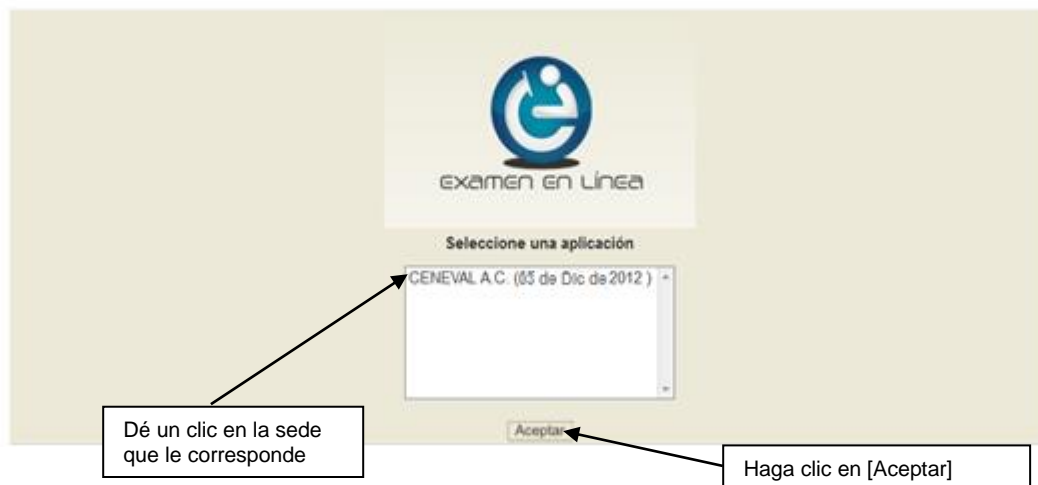 examen en Línea
Seleccione una aplicación
CENEVAL A.C. (03 de Dic de 2012 )
Dé un clic en la sede
que le corresponde
Aceptar
Haga clic en [Aceptar]